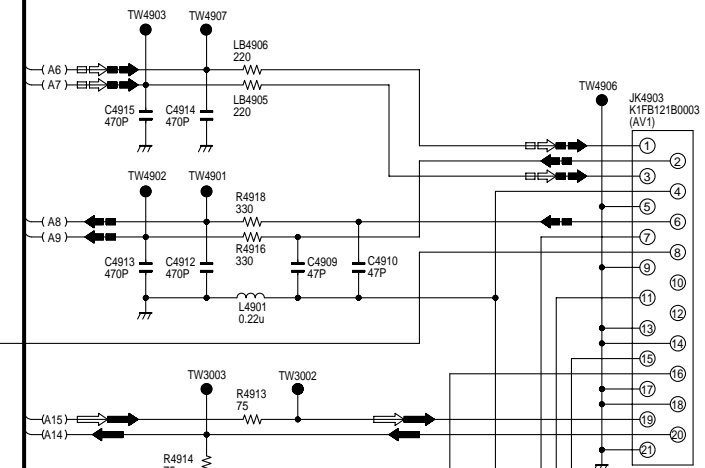 TW4903
TW4907
LB4906
220
A6
A7
LB4905
220
C4915
470P
C4914
470P
TW4906
JK4903
K1FB121B0003
(AV1)
1
2
3
4
5
6
7
8
9
10
11
12
13
14
15
16
17
18
19
20
21
TW4902
TW4901
R4918
330
A8
A9
R4916
330
C4913
470P
C4912
470P
C4909
47P
C4910
47P
L4901
0.22u
TW3003
TW3002
R4913
75
A15
A14
R4914
75